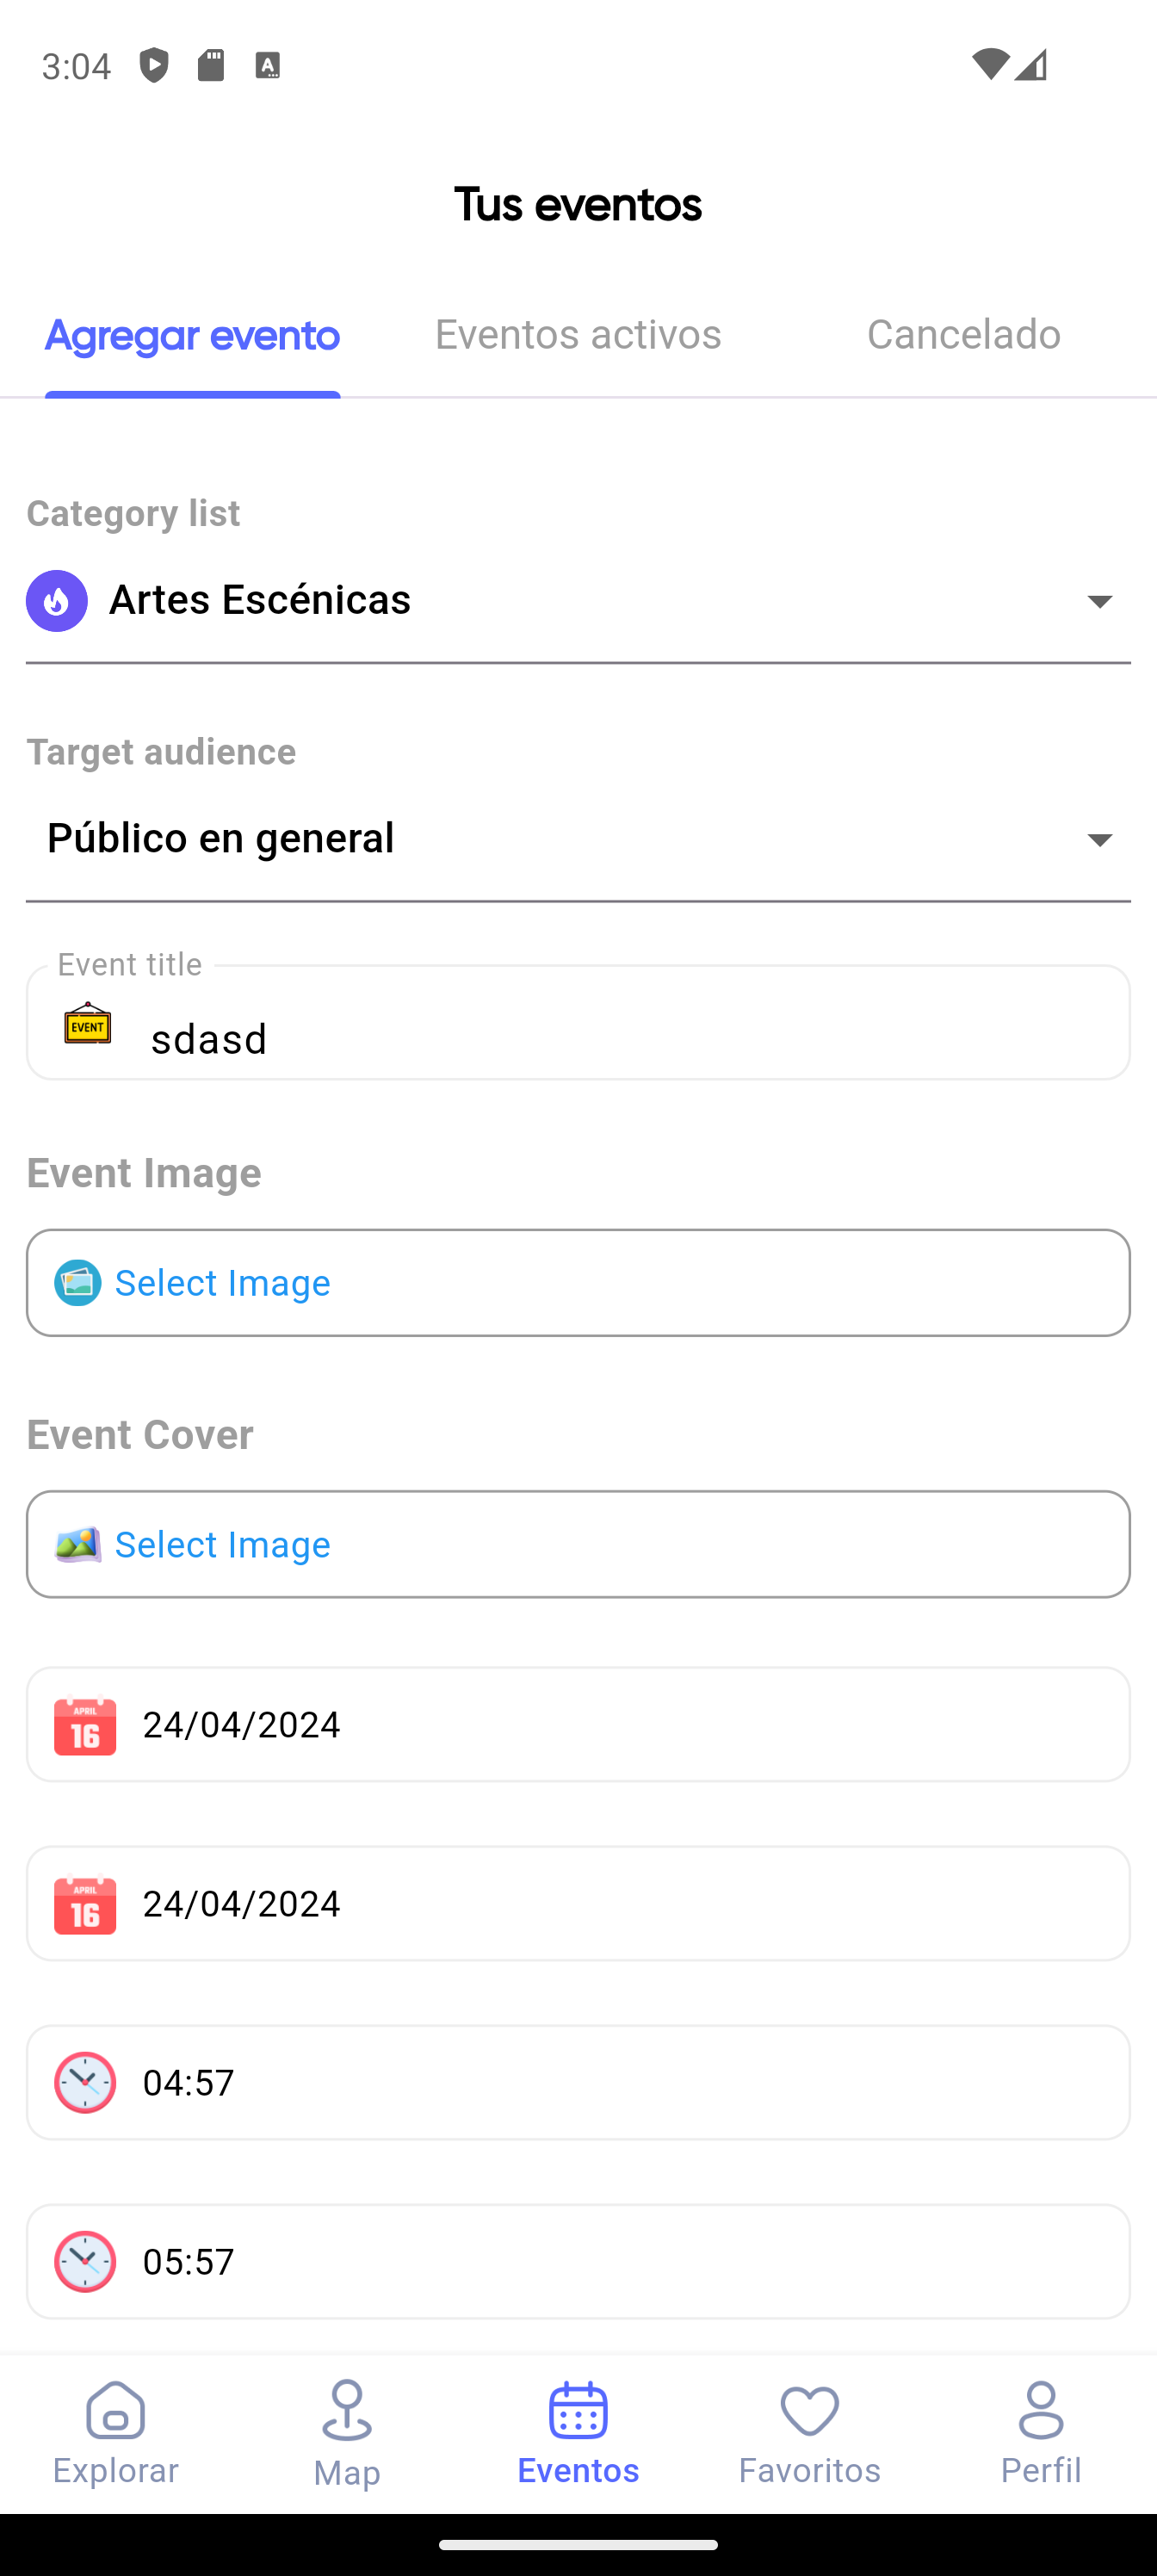 3:04
A
Tus eventos
Agregar evento Eventos activos Cancelado
Category list
Artes Escénicas
Target audience
Público en general
Event title
EVENT
sdasd
Event Image
Select Image
Event Cover
Select Image
APRIL
16
24/04/2024
APRIL
16
24/04/2024
04:57
05:57
Explorar Map Eventos Favoritos Perfil